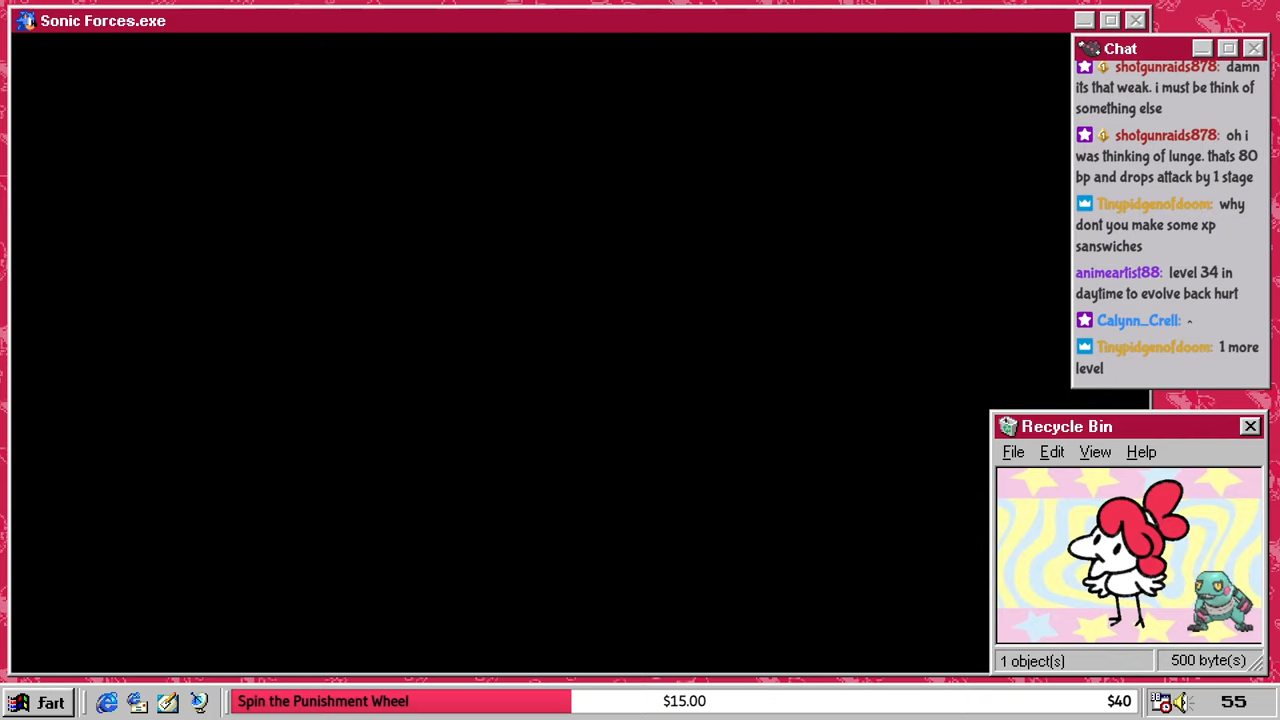 Sonic Forces.exe
Chat
shotgunraids878: damn
its that weak. i must be think of
something else
shotgunraids878: oh i
was thinking of lunge. thats 80
bp and drops attack by 1 stage
Tinypidgenofdoom: why
dont you make some xp
sanswiches
animeartist88: level 34 in
daytime to evolve back hurt
Calynn_Crell: ^
Tinypidgenofdoom: 1 more
level
Recycle Bin
File Edit View Help
1 object(s) 500 byte(s)
fart Spin the Punishment Wheel $15.00 $40 55